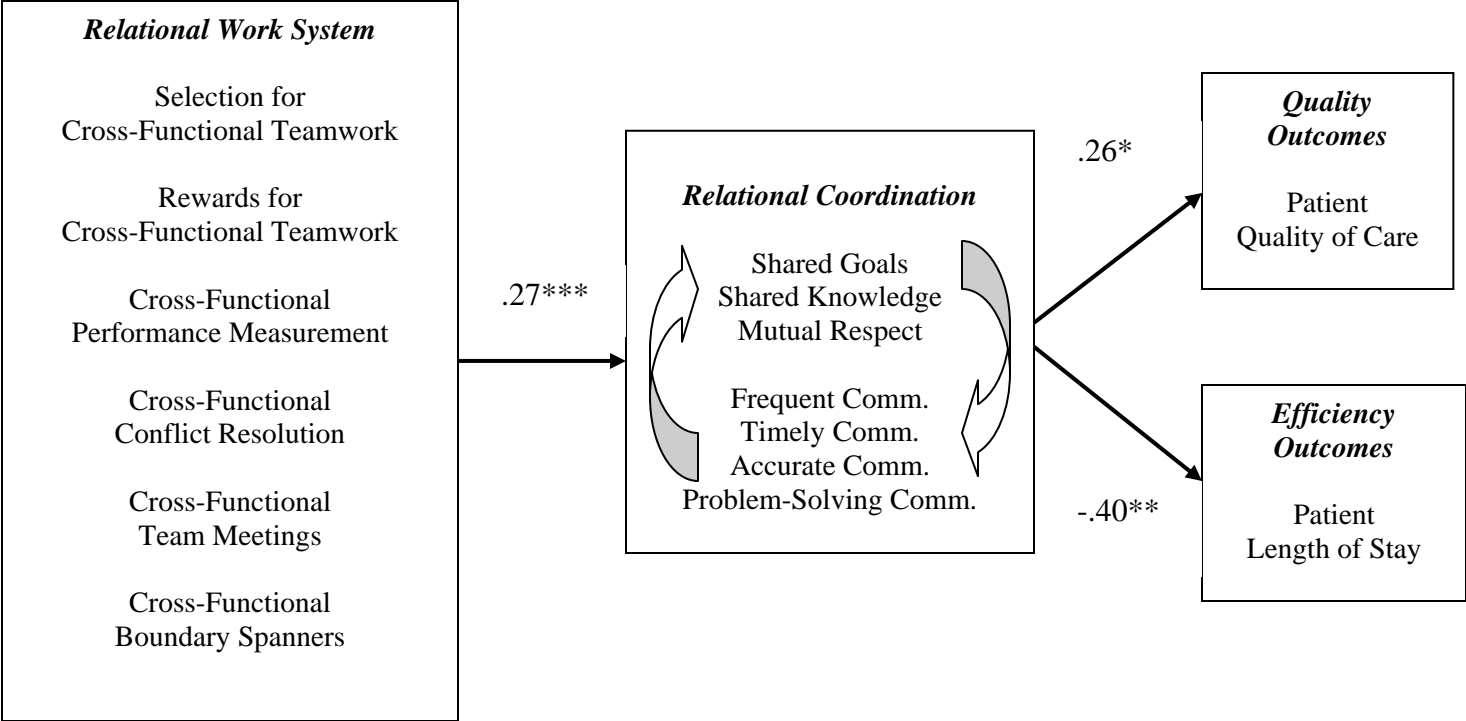 Relational Work System
Selection for
Cross-Functional Teamwork
Rewards for
Cross-Functional Teamwork
Cross-Functional
Performance Measurement
Cross-Functional
Conflict Resolution
Cross-Functional
Team Meetings
Cross-Functional
Boundary Spanners
.27***
Relational Coordination
Shared Goals
Shared Knowledge
Mutual Respect
Frequent Comm.
Timely Comm.
Accurate Comm.
Problem-Solving Comm.
.26*
-.40**
Quality
Outcomes
Patient
Quality of Care
Efficiency
Outcomes
Patient
Length of Stay